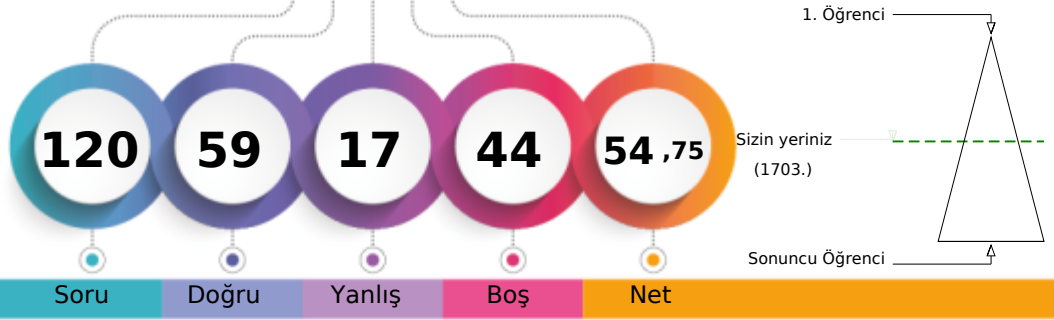 1. Öğrenci
120
59
17
44
54 ,75
Sizin yeriniz
(1703.)
Sonuncu Öğrenci
Soru
Doğru
Yanlış
Boş
Net